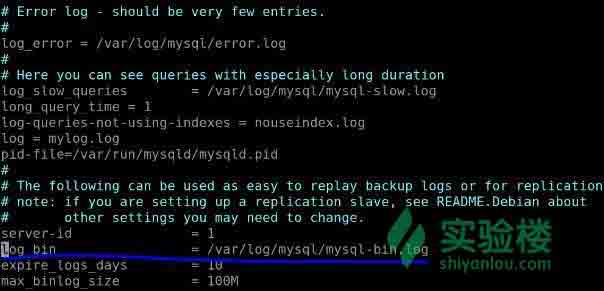 # Error log - should be very few entries.
#
log_error = /var/log/mysql/error.log
#
# Here you can see queries with especially long duration
log_slow_queries        = /var/log/mysql/mysql-slow.log
long_query_time = 1
log-queries-not-using-indexes = nouseindex.log
log = mylog.log
pid-file=/var/run/mysqld/mysqld.pid
#
# The following can be used as easy to replay backup logs or for replication
# note: if you are setting up a replication slave, see README.Debian about
#       other settings you may need to change.
server-id               = 1
log_bin                 = /var/log/mysql/mysql-bin.log
expire_logs_days        = 10
max_binlog_size         = 100M
实验楼
shiyanlou.com